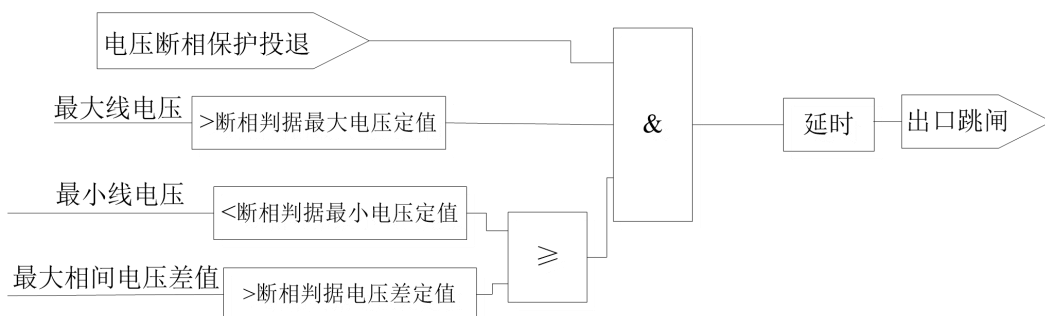 电压断相保护投退
最大线电压
>断相判据最大电压定值
&
延时
出口跳闸
最小线电压
<断相判据最小电压定值
≥
最大相间电压差值
>断相判据电压差定值